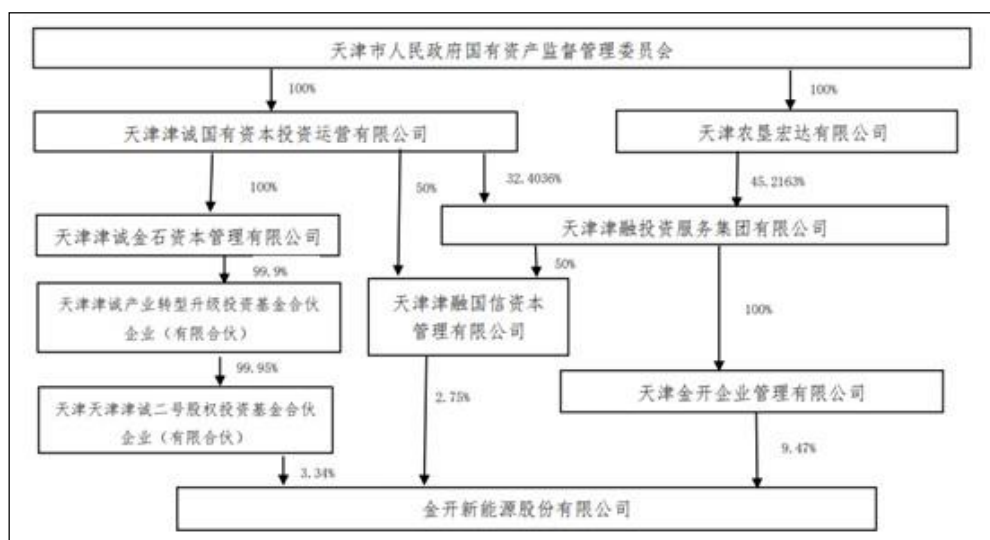 天津市人民政府国有资产监督管理委员会
100%
100%
天津津诚国有资本投资运营有限公司
天津农垦宏达有限公司
100%
50%
32.4036%
45.2163%
天津津诚金石资本管理有限公司
天津津融投资服务集团有限公司
99.9%
50%
天津津诚产业转型升级投资基金合伙
企业（有限合伙）
天津津融国信资本
管理有限公司
100%
99.95%
2.75%
天津天津津诚二号股权投资基金合伙
企业（有限合伙）
天津金开企业管理有限公司
3.34%
9.47%
金开新能源股份有限公司